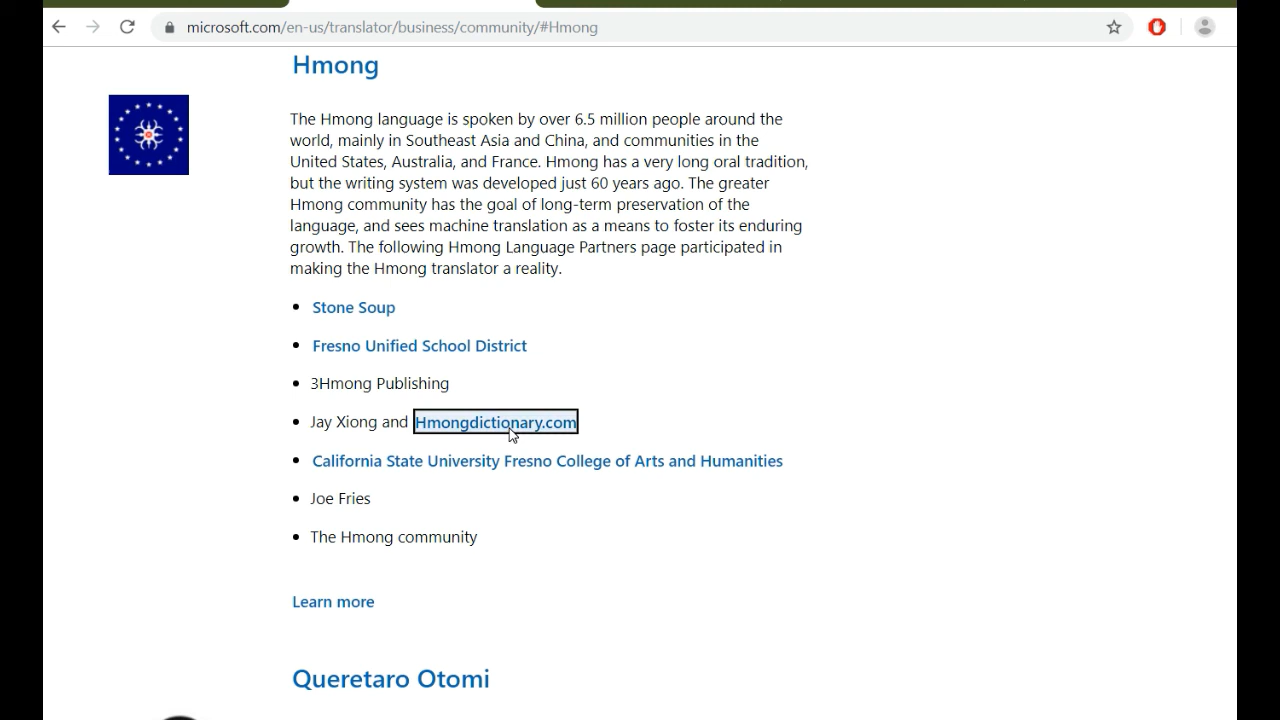 microsoft.com/en-us/translator/business/community/#Hmong
Hmong
The Hmong language is spoken by over 6.5 million people around the
world, mainly in Southeast Asia and China, and communities in the
United States, Australia, and France. Hmong has a very long oral tradition,
but the writing system was developed just 60 years ago. The greater
Hmong community has the goal of long-term preservation of the
language, and sees machine translation as a means to foster its enduring
growth. The following Hmong Language Partners page participated in
making the Hmong translator a reality.
Stone Soup
Fresno Unified School District
3Hmong Publishing
Jay Xiong and Hmongdictionary.com
California State University Fresno College of Arts and Humanities
Joe Fries
The Hmong community
Learn more
Queretaro Otomi